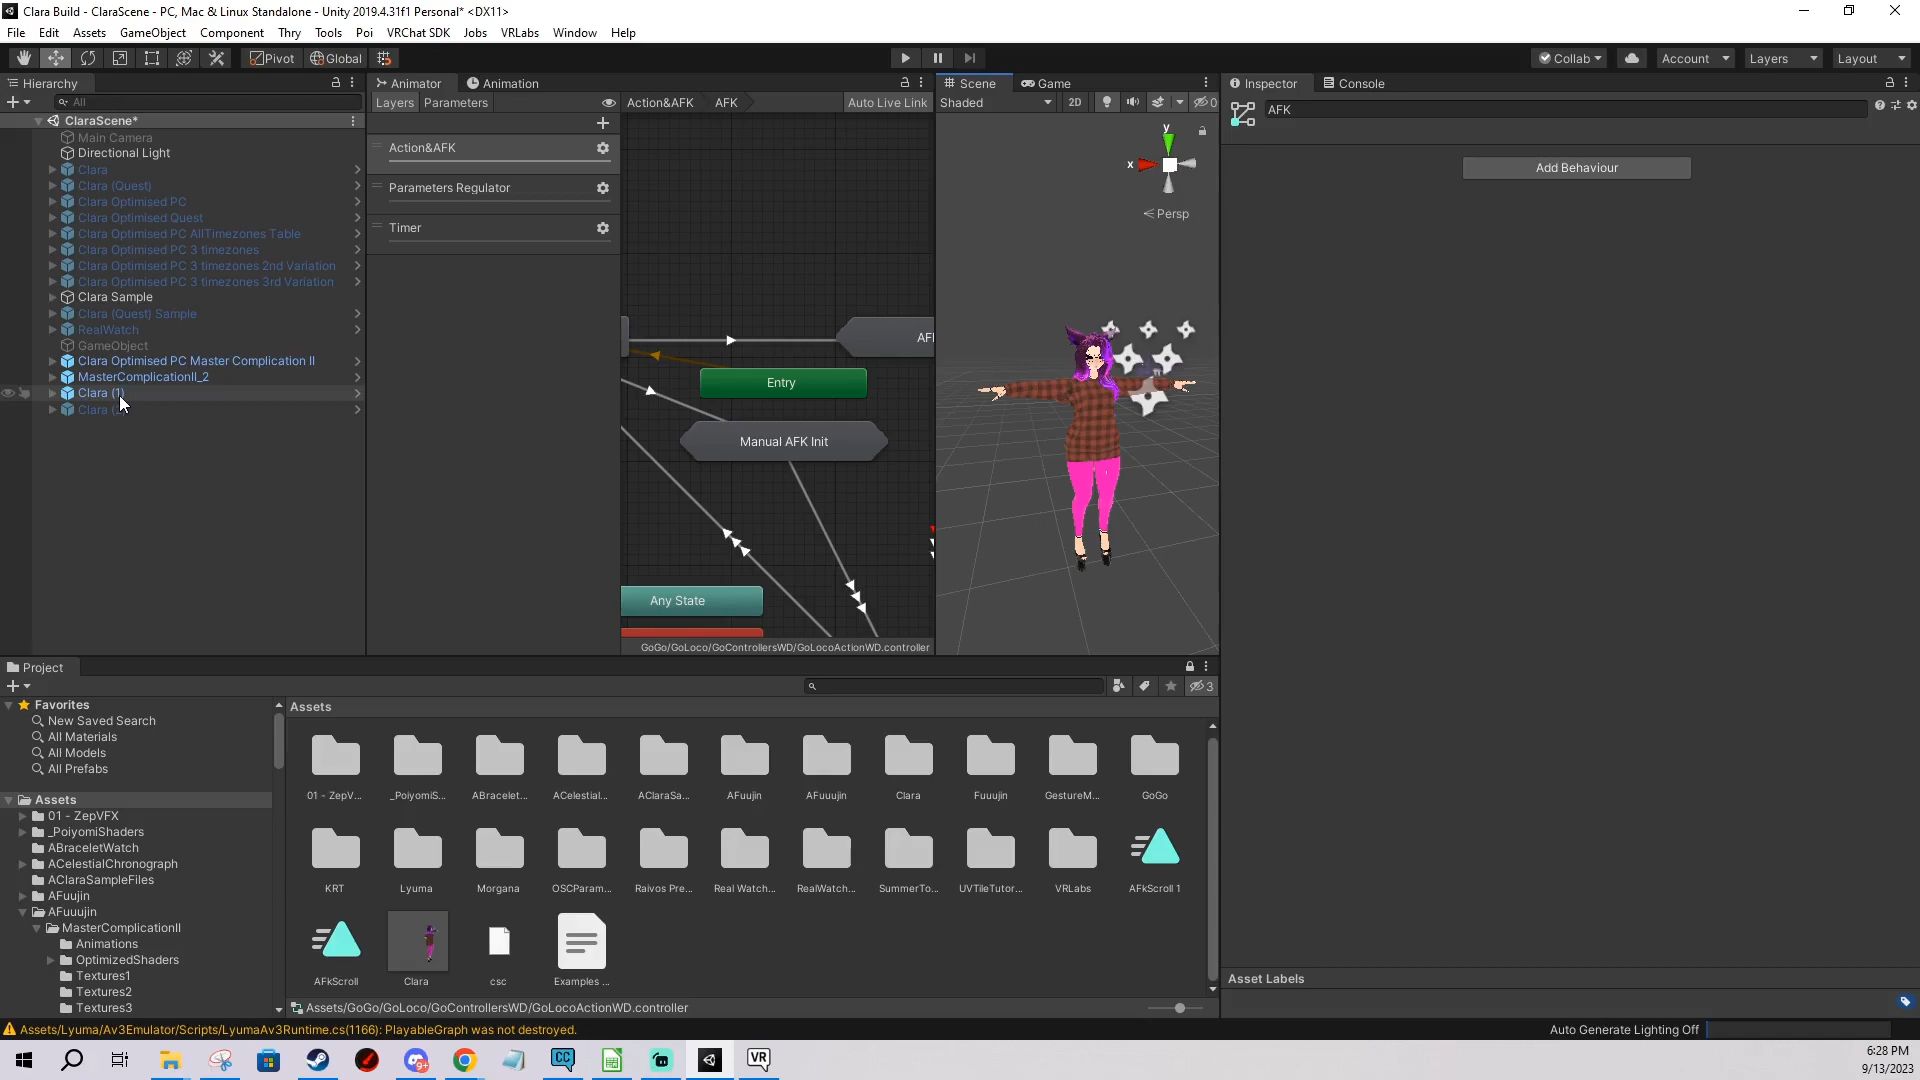 Clara Build - ClaraScene - PC, Mac & Linux Standalone - Unity 2019.4.31f1 Personal* <DX11>
File Edit Assets GameObject Component Thry Tools Poi VRChat SDK Jobs VRLabs Window Help
Pivot Global Collab Account Layers Layout
Hierarchy
All
ClaraScene*
Main Camera
Directional Light
Clara
Clara (Quest)
Clara Optimised PC
Clara Optimised Quest
Clara Optimised PC AllTimezones Table
Clara Optimised PC 3 timezones
Clara Optimised PC 3 timezones 2nd Variation
Clara Optimised PC 3 timezones 3rd Variation
Clara Sample
Clara (Quest) Sample
RealWatch
GameObject
Clara Optimised PC Master Complication II
MasterComplicationII_2
Clara (1)
Clara
Animator Animation
Layers Parameters
Action&AFK AFK Auto Live Link
Action&AFK
Parameters Regulator
Timer
AFK
Entry
Manual AFK Init
Any State
GoGo/GoLoco/GoControllersWD/GoLocoActionWD.controller
Scene Game
Shaded 2D 0
y
x
Persp
Inspector Console
AFK
Add Behaviour
Asset Labels
Project
3
Favorites
New Saved Search
All Materials
All Models
All Prefabs
Assets
01 - ZepVFX
_PoiyomiShaders
ABraceletWatch
ACelestialChronograph
AClaraSampleFiles
AFuujin
AFuuujin
MasterComplicationII
Animations
OptimizedShaders
Textures1
Textures2
Textures3
Assets
01 - ZepV... _PoiyomiS... ABracelet... ACelestial... AClaraSa... AFuujin AFuuujin Clara Fuuujin GestureM... GoGo
KRT Lyuma Morgana OSCParam... Raivos Pre... Real Watch... RealWatch... SummerTo... UVTileTutor... VRLabs AFkScroll 1
AFkScroll Clara csc Examples ...
Assets/GoGo/GoLoco/GoControllersWD/GoLocoActionWD.controller
Assets/Lyuma/Av3Emulator/Scripts/LyumaAv3Runtime.cs(1166): PlayableGraph was not destroyed.
Auto Generate Lighting Off
CC
VR
6:28 PM
9/13/2023